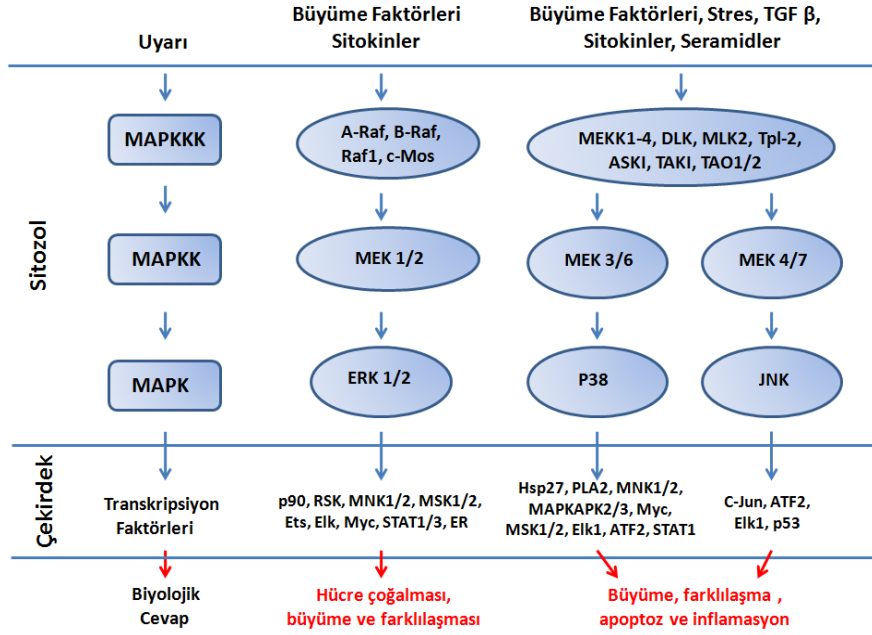 Uyarı
Büyüme Faktörleri
Sitokinler
Büyüme Faktörleri, Stres, TGF β,
Sitokinler, Seramidler
Sitozol
MAPKKK
A-Raf, B-Raf,
Raf1, c-Mos
MEKK1-4, DLK, MLK2, Tpl-2,
ASKI, TAKI, TAO1/2
MAPKK
MEK 1/2
MEK 3/6
MEK 4/7
MAPK
ERK 1/2
P38
JNK
Çekirdek
Transkripsiyon
Faktörleri
p90, RSK, MNK1/2, MSK1/2,
Ets, Elk, Myc, STAT1/3, ER
Hsp27, PLA2, MNK1/2,
MAPKAPK2/3, Myc,
MSK1/2, Elk1, ATF2, STAT1
C-Jun, ATF2,
Elk1, p53
Biyolojik
Cevap
Hücre çoğalması,
büyüme ve farklılaşması
Büyüme, farklılaşma ,
apoptoz ve inflamasyon